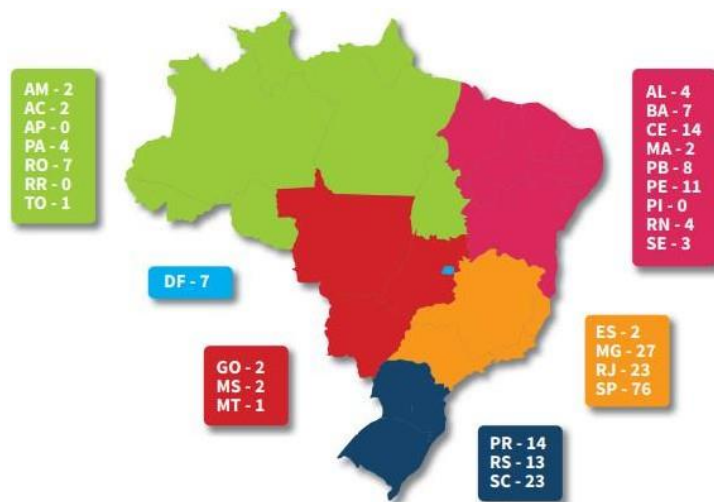 AM - 2
AC - 2
AP - 0
PA - 4
RO - 7
RR - 0
TO - 1
AL - 4
BA - 7
CE - 14
MA - 2
PB - 8
PE - 11
PI - 0
RN - 4
SE - 3
DF - 7
ES - 2
MG - 27
RJ - 23
SP - 76
GO - 2
MS - 2
MT - 1
PR - 14
RS - 13
SC - 23